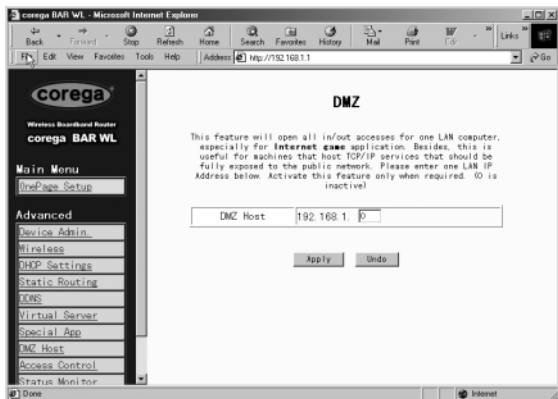 corega BAR WL - Microsoft Internet Explorer
Back Forward Stop Refresh Home Search Favorites History Mail Print Edit Links
File Edit View Favorites Tools Help Address http://192.168.1.1 Go
corega
Wireless Boardband Router
corega BAR WL
Main Menu
OnePage Setup
Advanced
Device Admin.
Wireless
DHCP Settings
Static Routing
DDNS
Virtual Server
Special App
DMZ Host
Access Control
Status Monitor
DMZ
This feature will open all in/out accesses for one LAN computer,
especially for Internet game application. Besides, this is
useful for machines that host TCP/IP services that should be
fully exposed to the public network. Please enter one LAN IP
Address below. Activate this feature only when required. (0 is
inactive)
DMZ Host 192.168.1. 0
Apply Undo
Done Internet